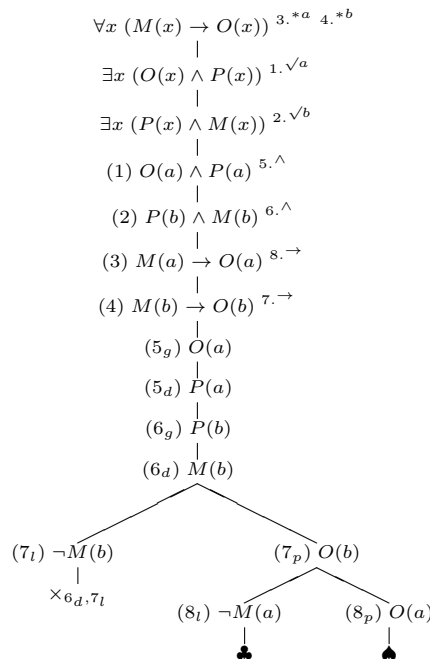 ∀x (M(x) → O(x)) 3.*a 4.*b
∃x (O(x) ∧ P(x)) 1.√a
∃x (P(x) ∧ M(x)) 2.√b
(1) O(a) ∧ P(a) 5.∧
(2) P(b) ∧ M(b) 6.∧
(3) M(a) → O(a) 8.→
(4) M(b) → O(b) 7.→
(5g) O(a)
(5d) P(a)
(6g) P(b)
(6d) M(b)
(7l) ¬M(b) (7p) O(b)
×6d,7l
(8l) ¬M(a) (8p) O(a)
♣ ♠